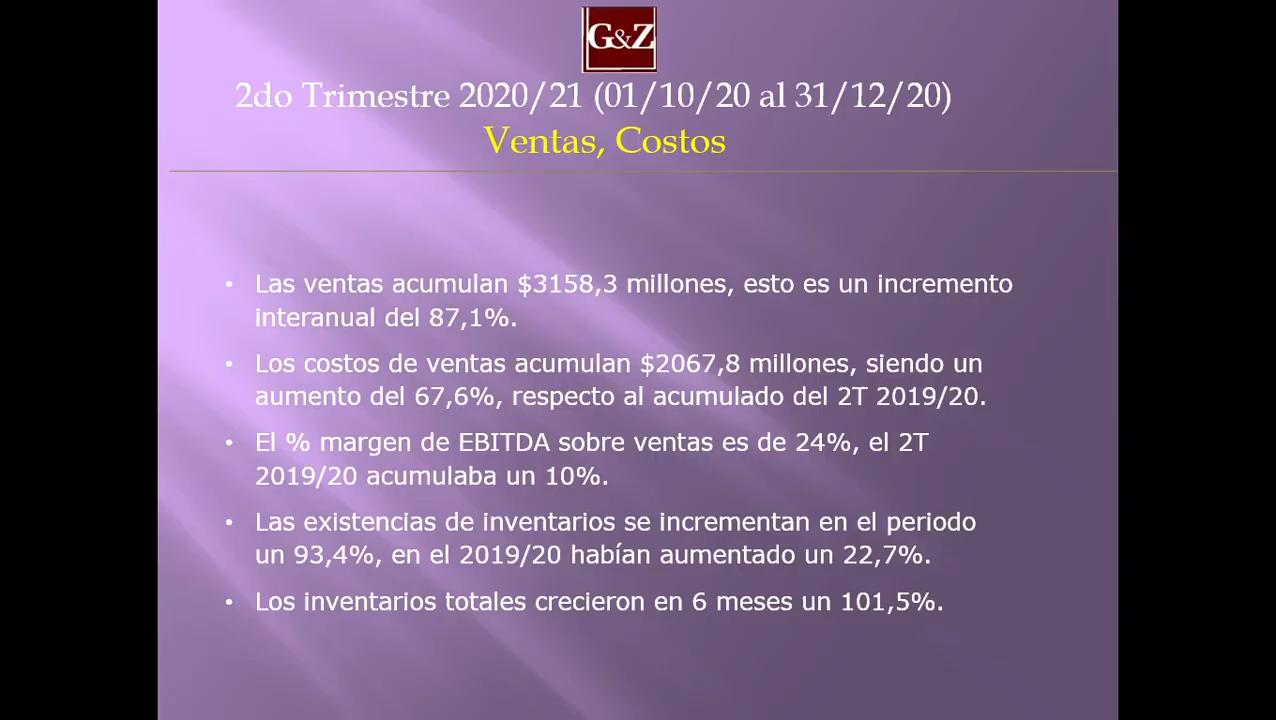 G&Z
2do Trimestre 2020/21 (01/10/20 al 31/12/20)
Ventas, Costos
• Las ventas acumulan $3158,3 millones, esto es un incremento
interanual del 87,1%.
• Los costos de ventas acumulan $2067,8 millones, siendo un
aumento del 67,6%, respecto al acumulado del 2T 2019/20.
• El % margen de EBITDA sobre ventas es de 24%, el 2T
2019/20 acumulaba un 10%.
• Las existencias de inventarios se incrementan en el periodo
un 93,4%, en el 2019/20 habían aumentado un 22,7%.
• Los inventarios totales crecieron en 6 meses un 101,5%.